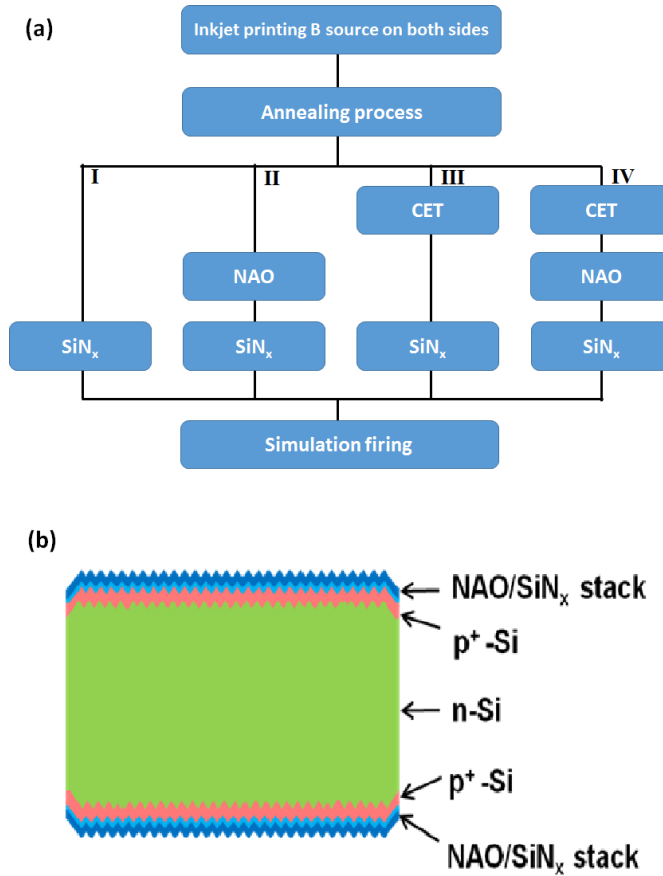 (a)
Inkjet printing B source on both sides
Annealing process
I
II
III
IV
CET
CET
NAO
NAO
SiNx
SiNx
SiNx
SiNx
Simulation firing
(b)
NAO/SiNx stack
p+ -Si
n-Si
p+ -Si
NAO/SiNx stack